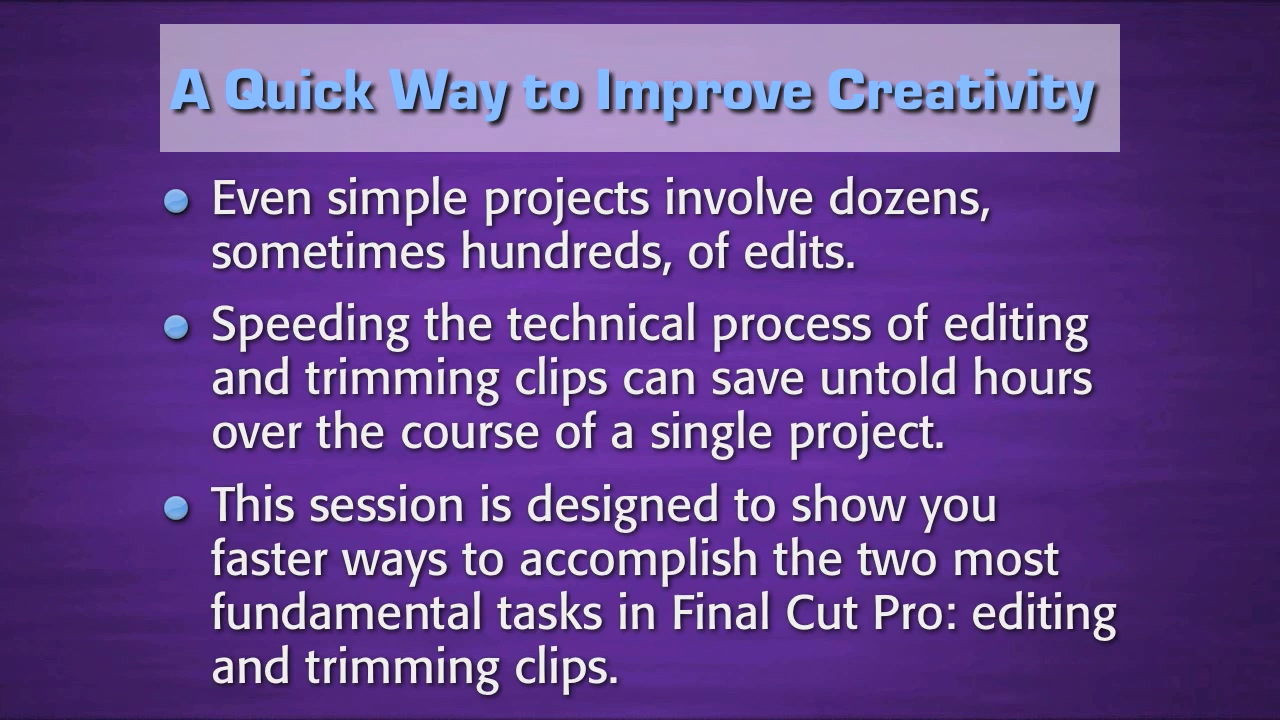 A Quick Way to Improve Creativity
Even simple projects involve dozens,
sometimes hundreds, of edits.
Speeding the technical process of editing
and trimming clips can save untold hours
over the course of a single project.
This session is designed to show you
faster ways to accomplish the two most
fundamental tasks in Final Cut Pro: editing
and trimming clips.